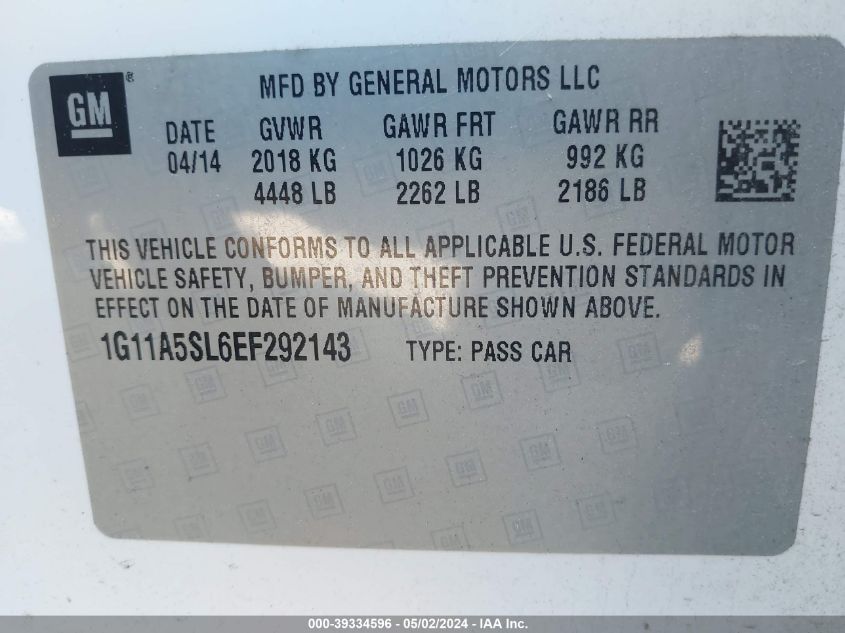 GM ®
MFD BY GENERAL MOTORS LLC
DATE GVWR GAWR FRT GAWR RR
04/14 2018 KG 1026 KG 992 KG
4448 LB 2262 LB 2186 LB
THIS VEHICLE CONFORMS TO ALL APPLICABLE U.S. FEDERAL MOTOR
VEHICLE SAFETY, BUMPER, AND THEFT PREVENTION STANDARDS IN
EFFECT ON THE DATE OF MANUFACTURE SHOWN ABOVE.
1G11A5SL6EF292143 TYPE: PASS CAR
000-39334596 - 05/02/2024 - IAA Inc.